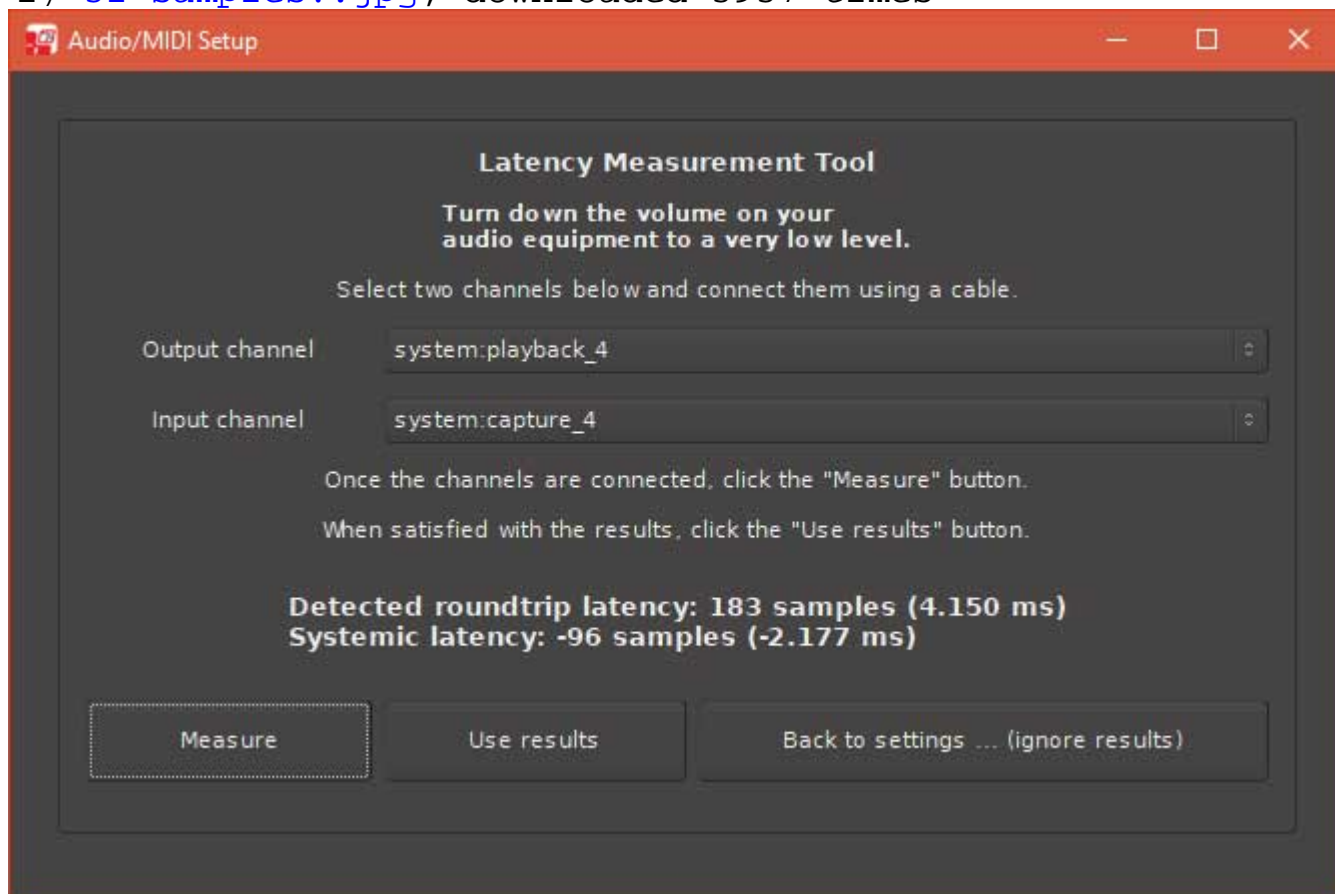 Audio/MIDI Setup
Latency Measurement Tool
Turn down the volume on your
audio equipment to a very low level.
Select two channels below and connect them using a cable.
Output channel system:playback_4
Input channel system:capture_4
Once the channels are connected, click the "Measure" button.
When satisfied with the results, click the "Use results" button.
Detected roundtrip latency: 183 samples (4.150 ms)
Systemic latency: -96 samples (-2.177 ms)
Measure Use results Back to settings ... (ignore results)